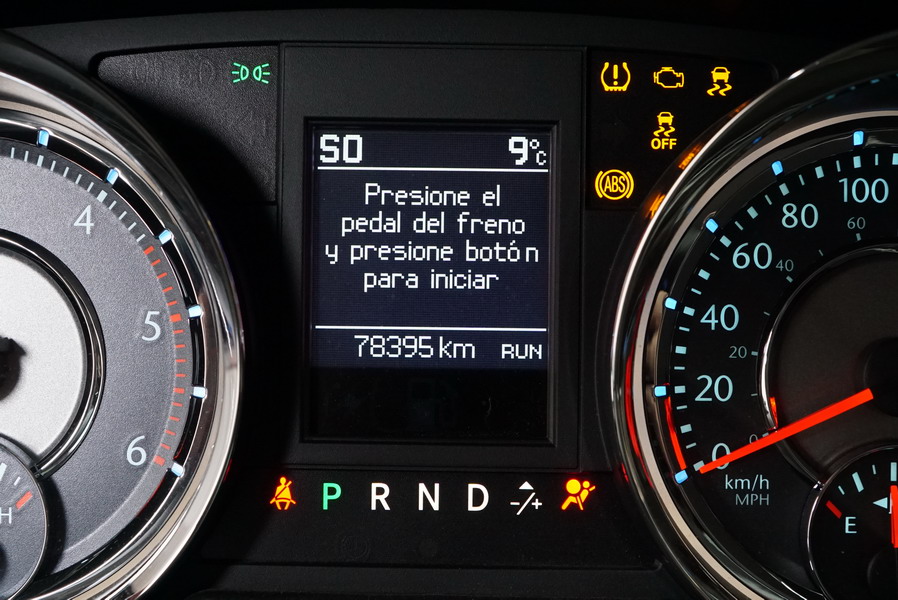 SO 9°C
Presione el
pedal del freno
y presione botón
para iniciar
78395 km RUN
OFF
ABS
4
5
6
H
P R N D -/+
100
80
60
60
40
40
20
20
0
0
km/h
MPH
E